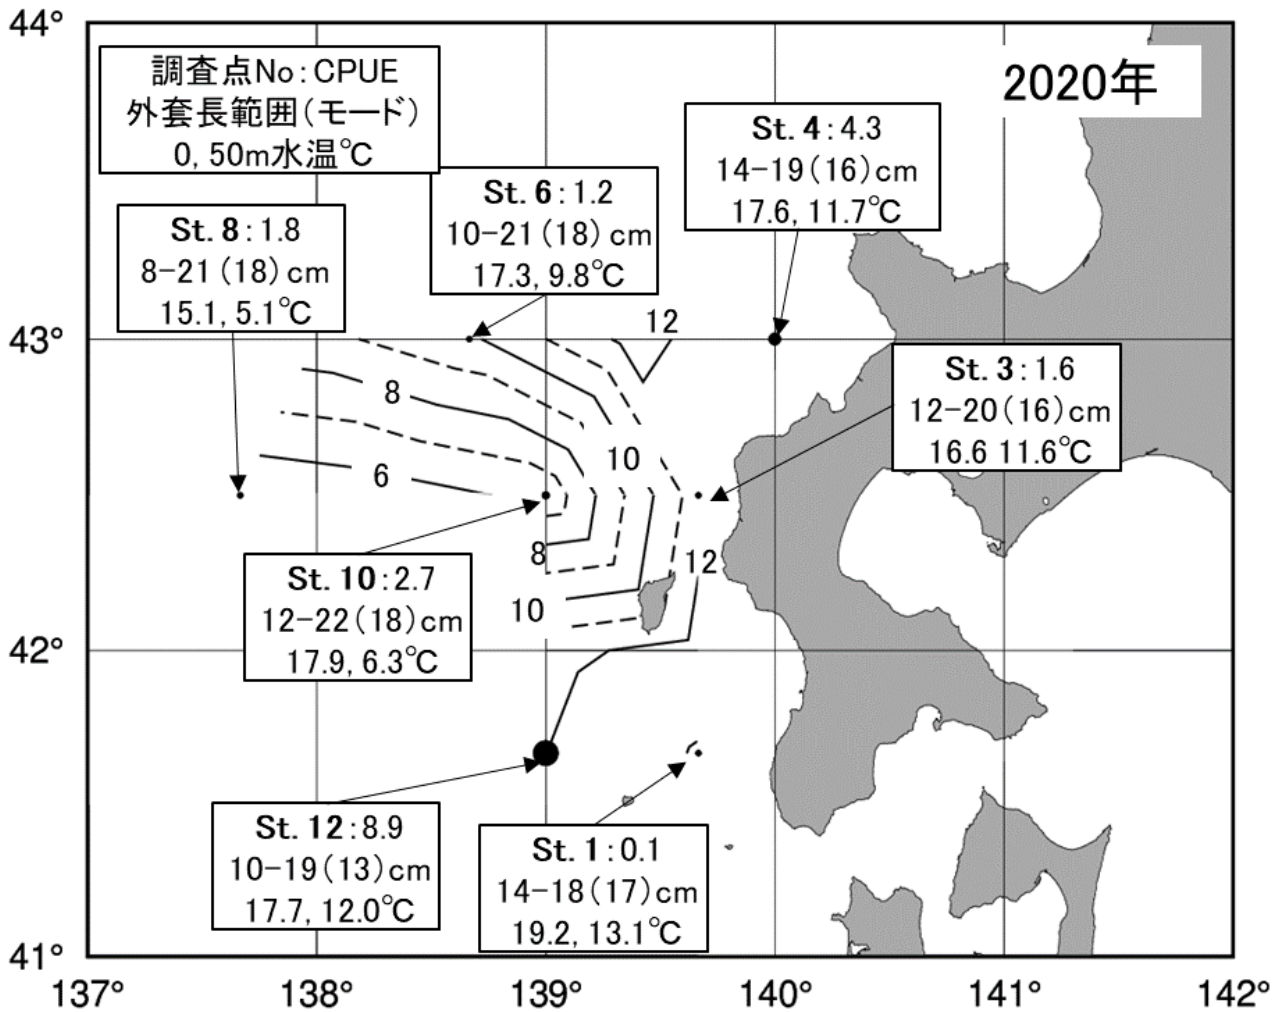 44°
調査点No:CPUE
外套長範囲(モード)
0, 50m水温℃
2020年
St. 4:4.3
14-19(16)cm
17.6, 11.7℃
St. 6:1.2
10-21(18)cm
17.3, 9.8℃
St. 8:1.8
8-21(18)cm
15.1, 5.1℃
12
43°
St. 3:1.6
12-20(16)cm
16.6 11.6℃
8
10
6
8
12
St. 10:2.7
12-22(18)cm
17.9, 6.3℃
10
42°
St. 12:8.9
10-19(13)cm
17.7, 12.0℃
St. 1:0.1
14-18(17)cm
19.2, 13.1℃
41°
137°
138°
139°
140°
141°
142°